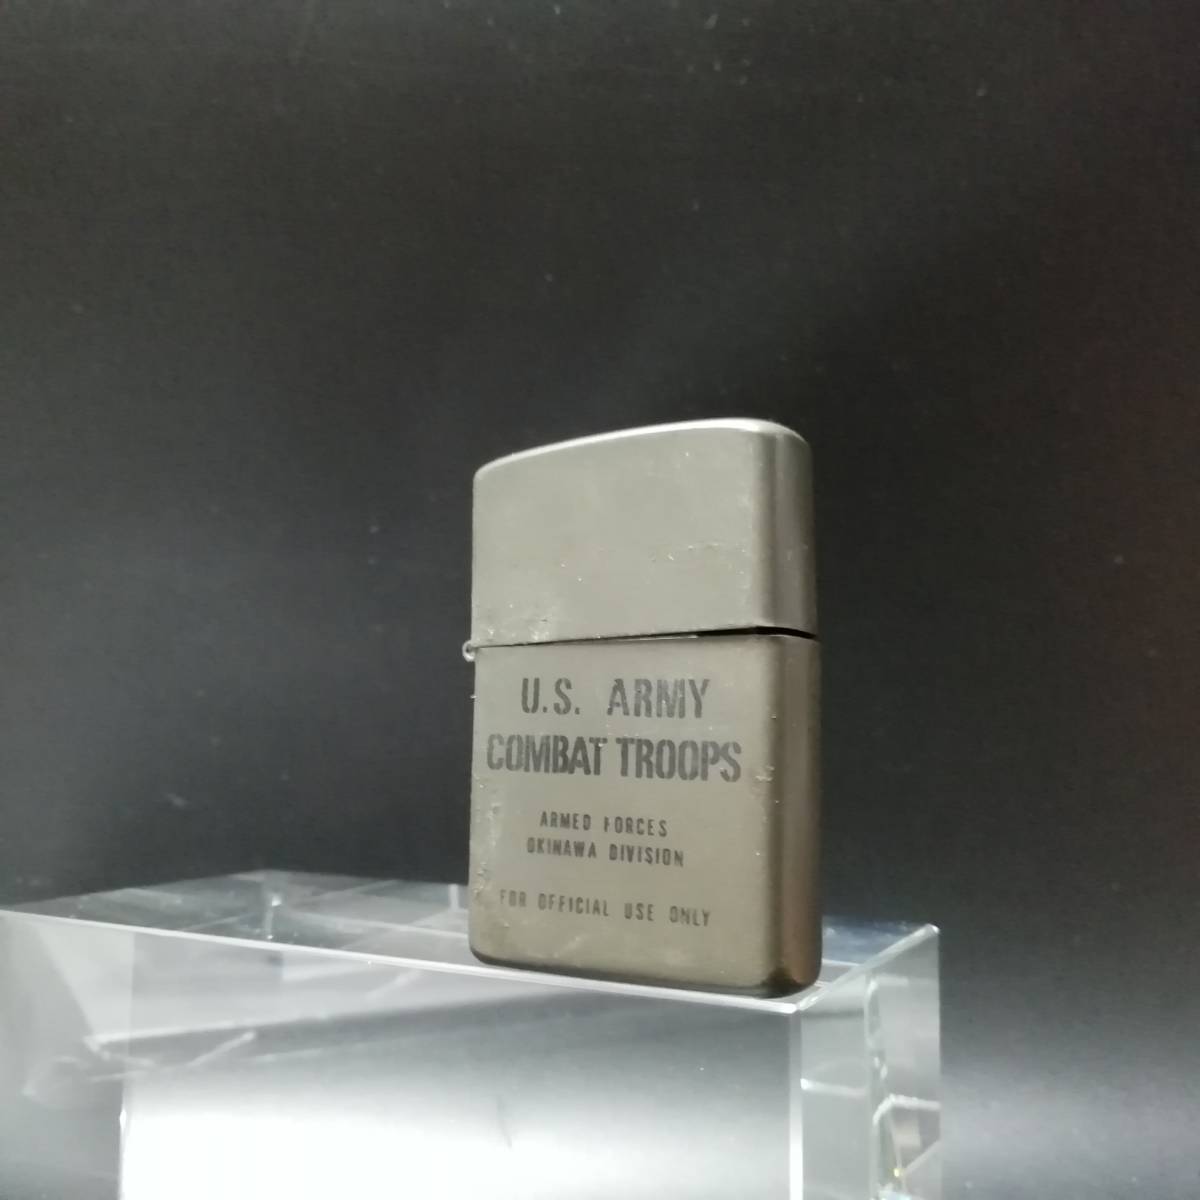 U.S. ARMY
COMBAT TROOPS
ARMED FORCES
OKINAWA DIVISION
FOR OFFICIAL USE ONLY